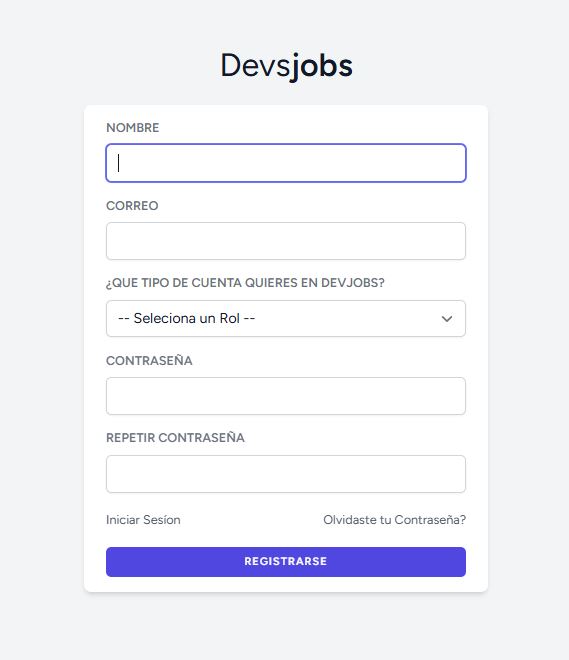 Devsjobs
NOMBRE
CORREO
¿QUE TIPO DE CUENTA QUIERES EN DEVJOBS?
-- Seleciona un Rol --
CONTRASEÑA
REPETIR CONTRASEÑA
Iniciar Sesíon Olvidaste tu Contraseña?
REGISTRARSE